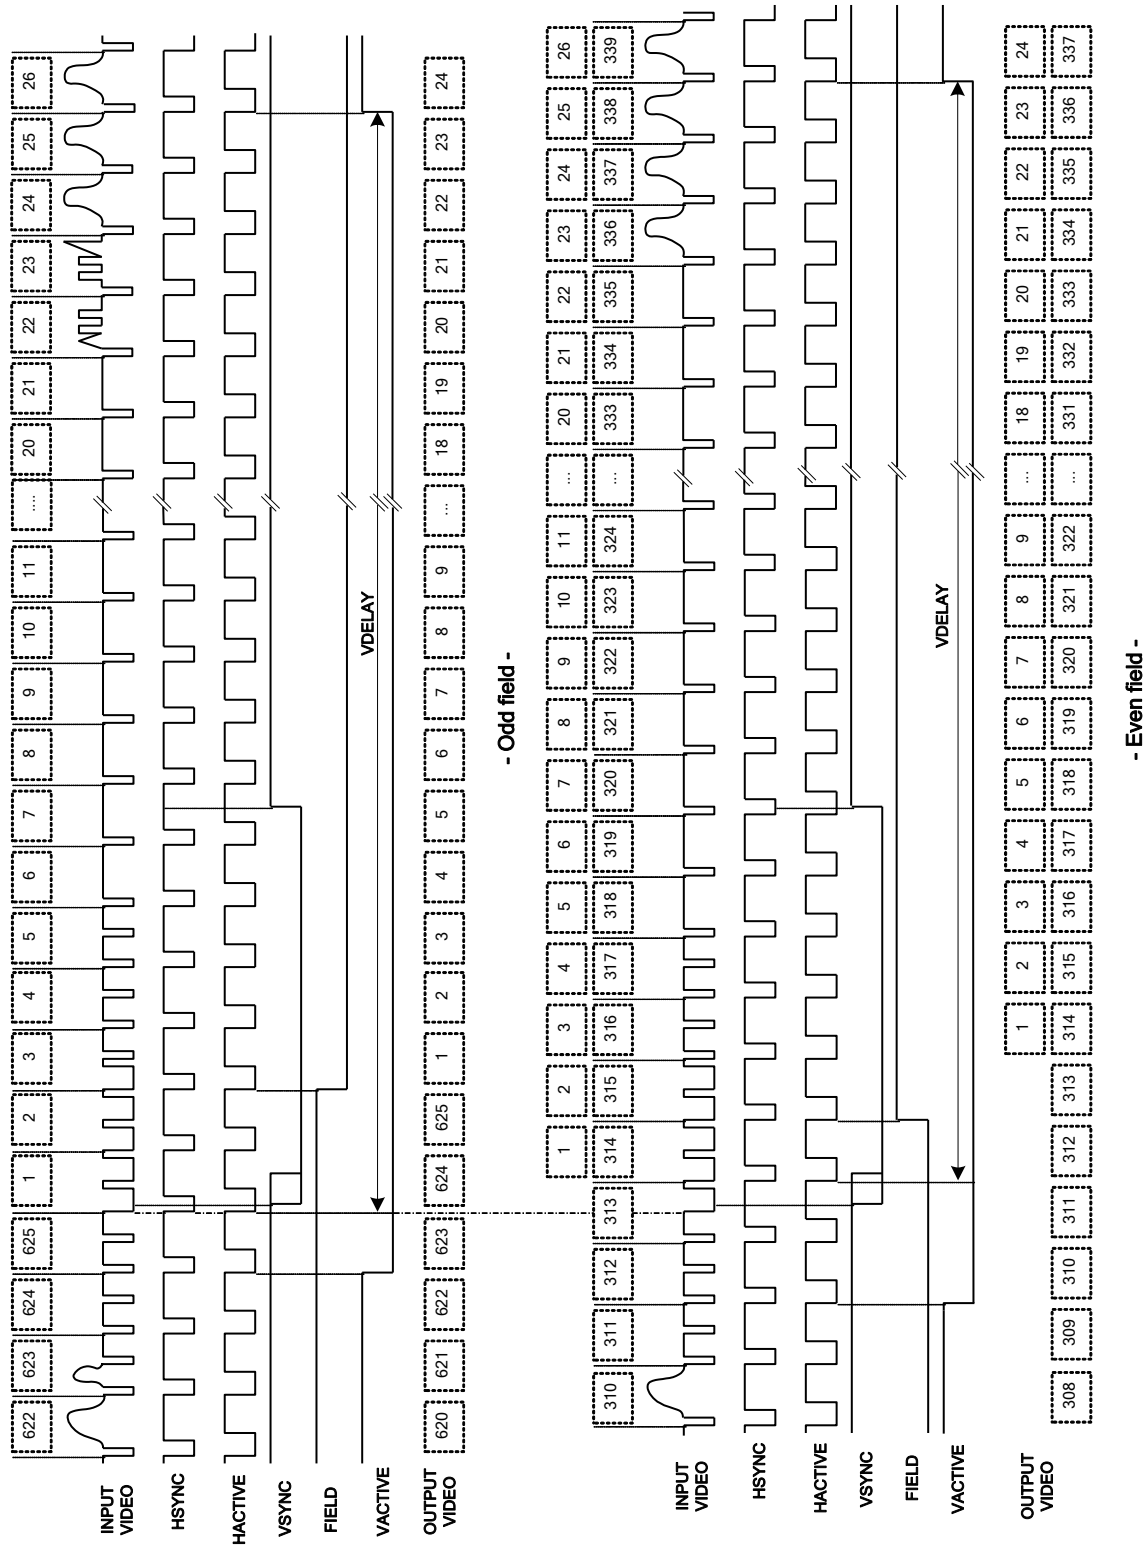 622 623 624 625 1 2 3 4 5 6 7 8 9 10 11 .... 20 21 22 23 24 25 26
INPUT
VIDEO
HSYNC
HACTIVE
VSYNC
FIELD
VDELAY
VACTIVE
OUTPUT
VIDEO
620 621 622 623 624 625 1 2 3 4 5 6 7 8 9 ... 18 19 20 21 22 23 24
- Odd field -
1 2 3 4 5 6 7 8 9 10 11 ... 20 21 22 23 24 25 26
310 311 312 313 314 315 316 317 318 319 320 321 322 323 324 ... 333 334 335 336 337 338 339
INPUT
VIDEO
HSYNC
HACTIVE
VSYNC
FIELD
VDELAY
VACTIVE
OUTPUT
VIDEO
1 2 3 4 5 6 7 8 9 ... 18 19 20 21 22 23 24
308 309 310 311 312 313 314 315 316 317 318 319 320 321 322 ... 331 332 333 334 335 336 337
- Even field -